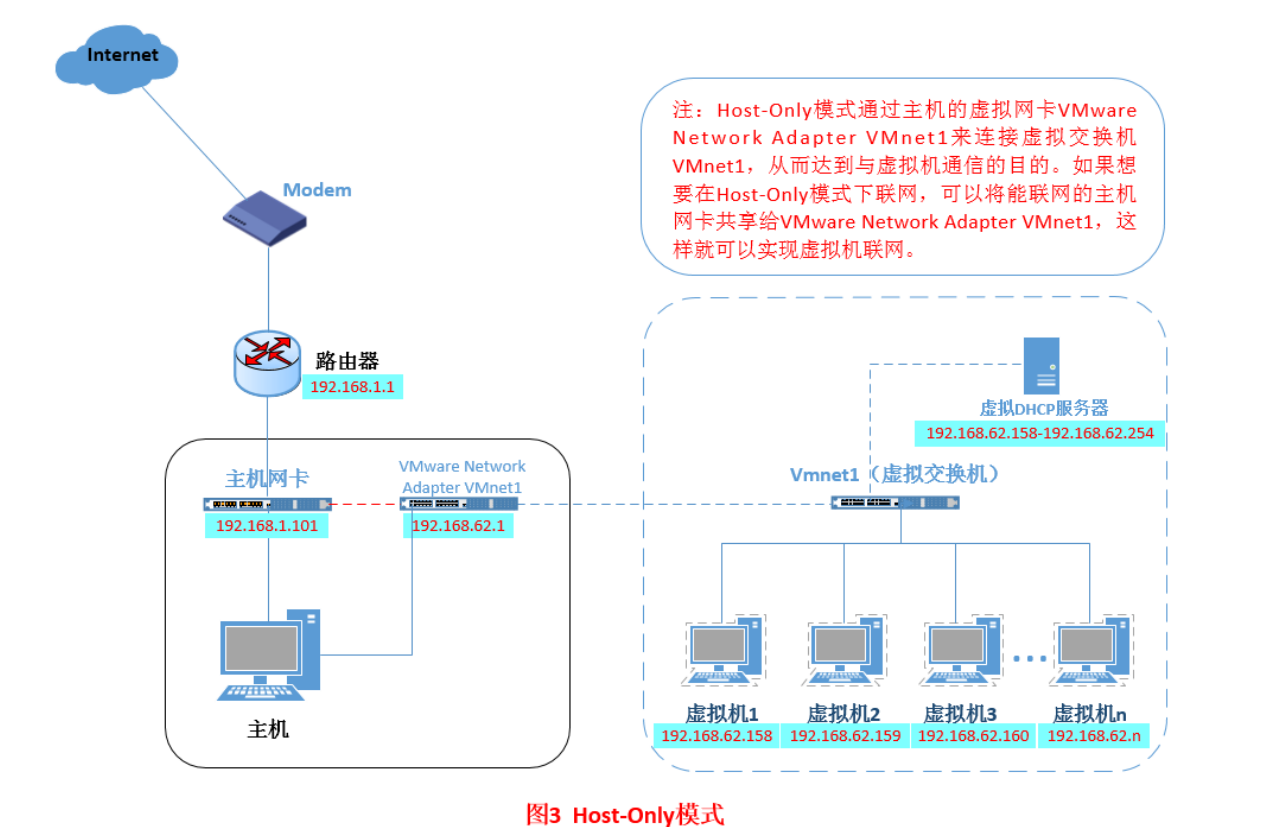 Internet
Modem
注：Host-Only模式通过主机的虚拟网卡VMware
Network Adapter VMnet1来连接虚拟交换机
VMnet1，从而达到与虚拟机通信的目的。如果想
要在Host-Only模式下联网，可以将能联网的主机
网卡共享给VMware Network Adapter VMnet1，这
样就可以实现虚拟机联网。
路由器
192.168.1.1
虚拟DHCP服务器
192.168.62.158-192.168.62.254
主机网卡
192.168.1.101
VMware Network
Adapter VMnet1
192.168.62.1
Vmnet1（虚拟交换机）
主机
虚拟机1
192.168.62.158
虚拟机2
192.168.62.159
虚拟机3
192.168.62.160
虚拟机n
192.168.62.n
图3 Host-Only模式